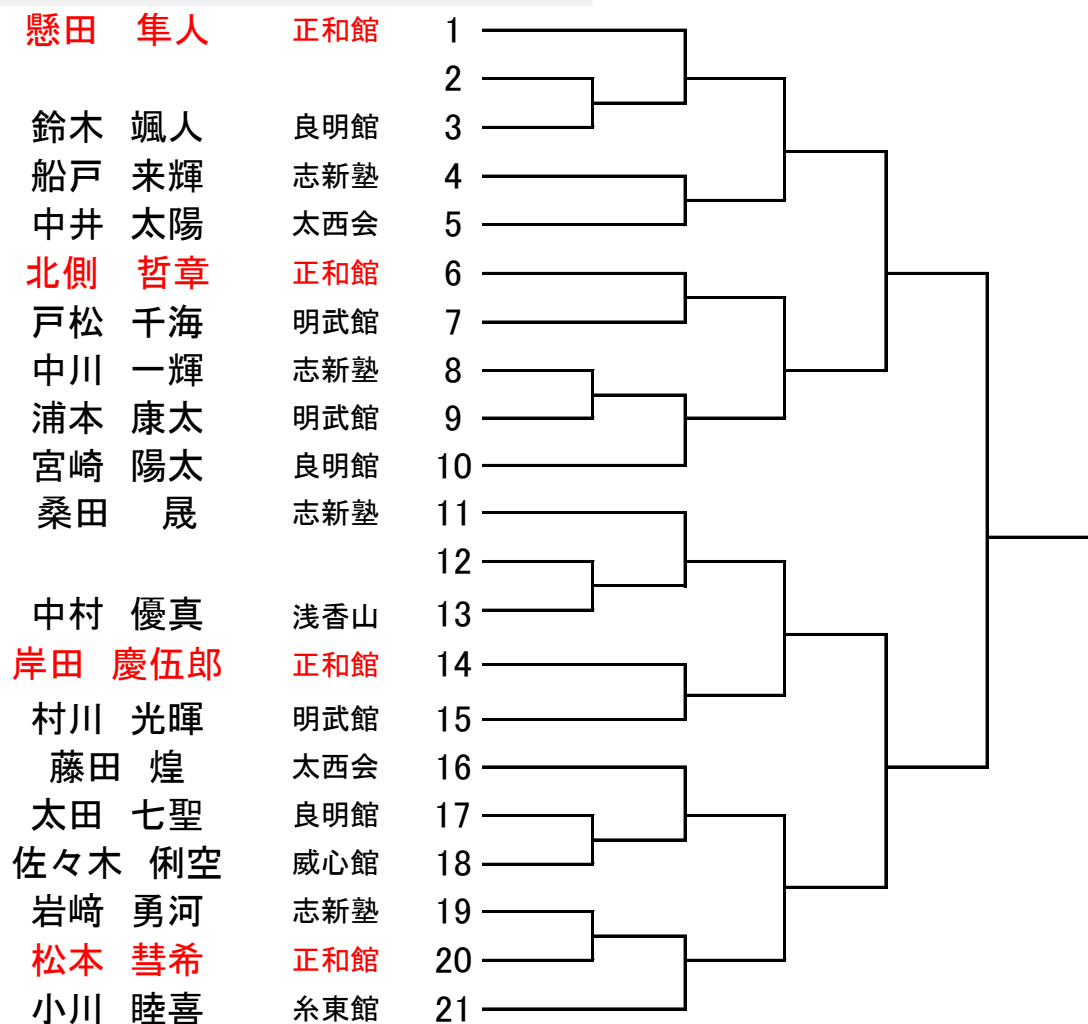 懸田 隼人 正和館 1
2
鈴木 颯人 良明館 3
船戸 来輝 志新塾 4
中井 太陽 太西会 5
北側 哲章 正和館 6
戸松 千海 明武館 7
中川 一輝 志新塾 8
浦本 康太 明武館 9
宮崎 陽太 良明館 10
桑田 晟 志新塾 11
12
中村 優真 浅香山 13
岸田 慶伍郎 正和館 14
村川 光暉 明武館 15
藤田 煌 太西会 16
太田 七聖 良明館 17
佐々木 俐空 威心館 18
岩﨑 勇河 志新塾 19
松本 彗希 正和館 20
小川 睦喜 糸東館 21